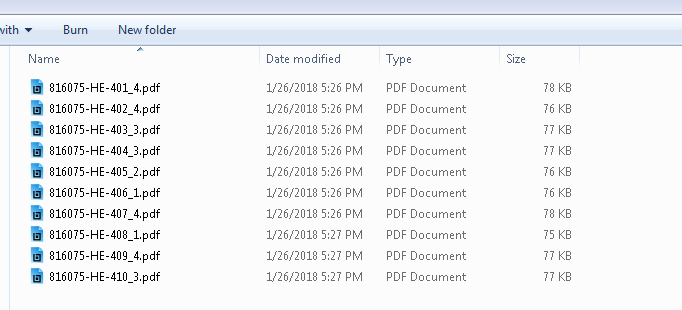 with Burn New folder
Name Date modified Type Size
816075-HE-401_4.pdf 1/26/2018 5:26 PM PDF Document 78 KB
816075-HE-402_4.pdf 1/26/2018 5:26 PM PDF Document 76 KB
816075-HE-403_3.pdf 1/26/2018 5:26 PM PDF Document 77 KB
816075-HE-404_3.pdf 1/26/2018 5:26 PM PDF Document 77 KB
816075-HE-405_2.pdf 1/26/2018 5:26 PM PDF Document 76 KB
816075-HE-406_1.pdf 1/26/2018 5:26 PM PDF Document 76 KB
816075-HE-407_4.pdf 1/26/2018 5:26 PM PDF Document 78 KB
816075-HE-408_1.pdf 1/26/2018 5:27 PM PDF Document 75 KB
816075-HE-409_4.pdf 1/26/2018 5:27 PM PDF Document 77 KB
816075-HE-410_3.pdf 1/26/2018 5:27 PM PDF Document 77 KB